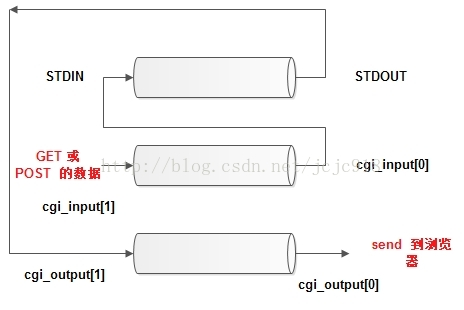 STDIN
STDOUT
GET 或
POST 的数据
cgi_input[0]
cgi_input[1]
send 到浏览
器
cgi_output[1]
cgi_output[0]